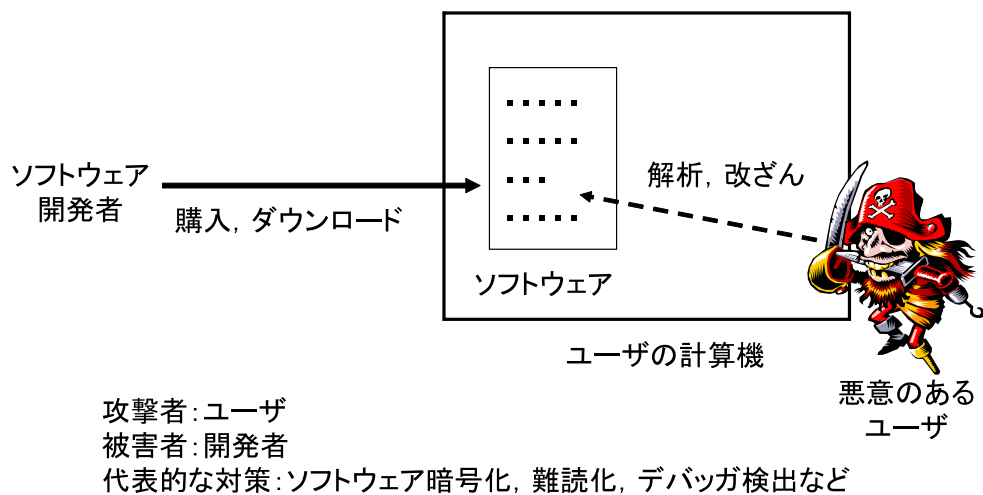 ソフトウェア
開発者
購入, ダウンロード
解析, 改ざん
ソフトウェア
ユーザの計算機
悪意のある
ユーザ
攻撃者:ユーザ
被害者:開発者
代表的な対策:ソフトウェア暗号化, 難読化, デバッガ検出など